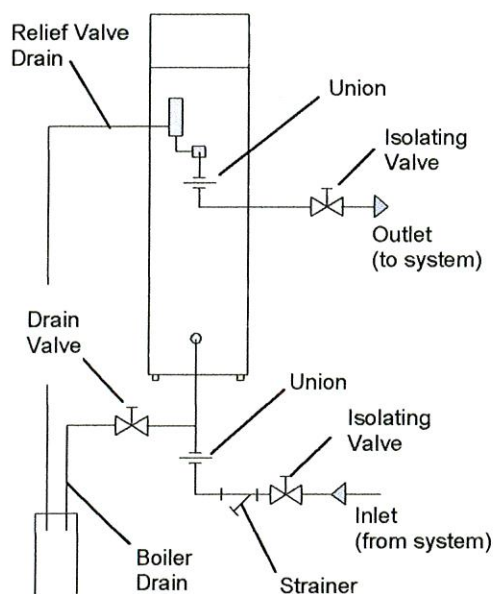 Relief Valve
Drain
Union
Isolating
Valve
Outlet
(to system)
Drain
Valve
Union
Isolating
Valve
Inlet
(from system)
Boiler
Drain
Strainer